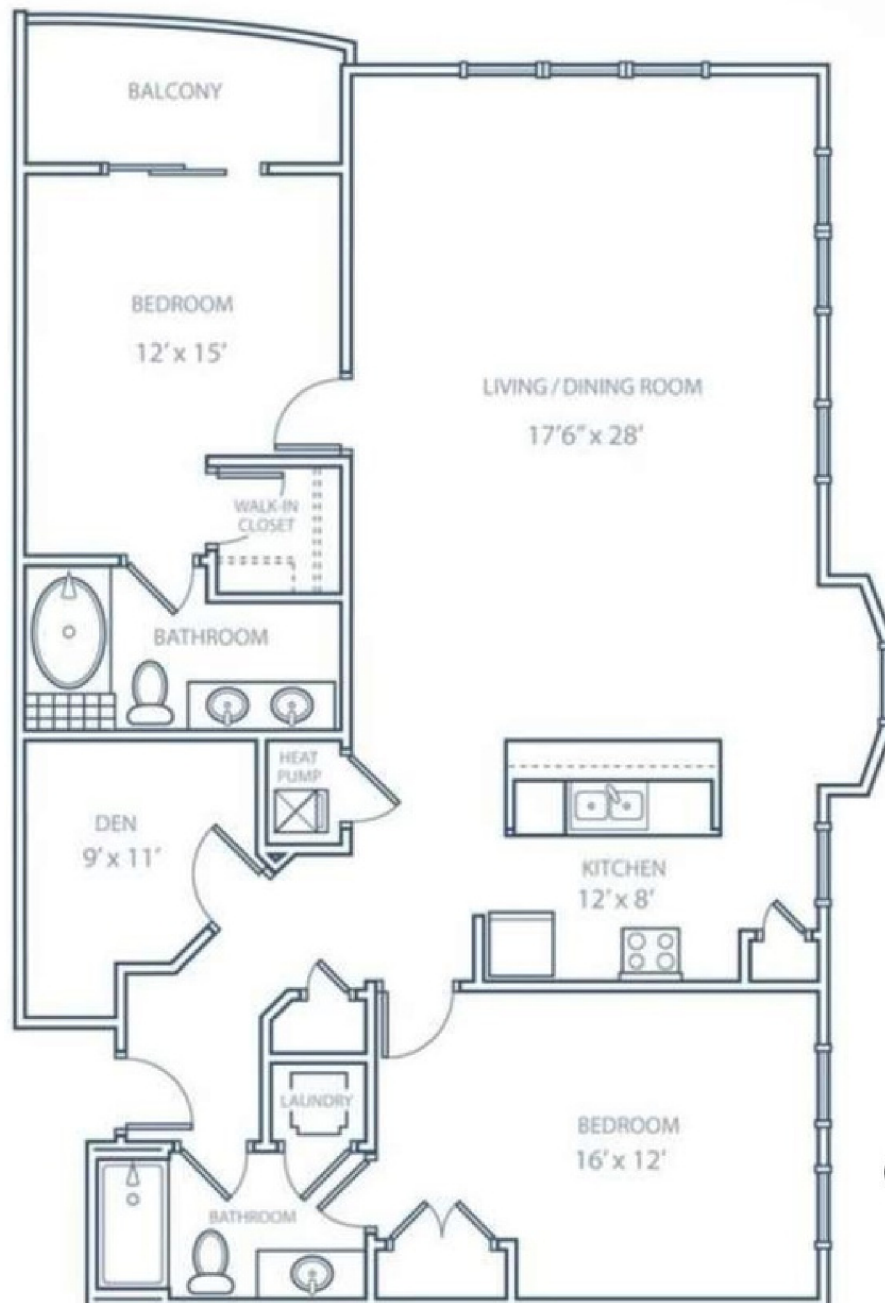 BALCONY
BEDROOM
12' x 15'
LIVING / DINING ROOM
17'6" x 28'
WALK-IN
CLOSET
BATHROOM
HEAT
PUMP
DEN
9' x 11'
KITCHEN
12' x 8'
LAUNDRY
BEDROOM
16' x 12'
BATHROOM